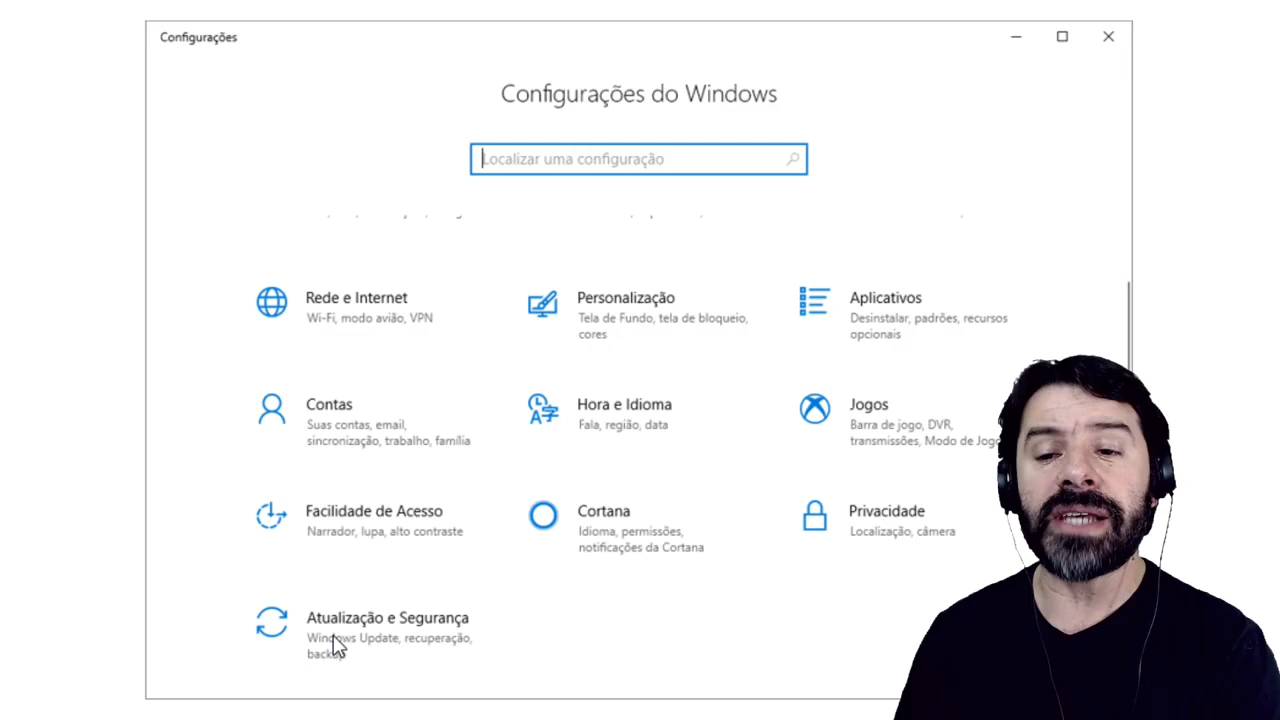 Configurações
Configurações do Windows
Localizar uma configuração
Rede e Internet
Wi-Fi, modo avião, VPN
Personalização
Tela de Fundo, tela de bloqueio,
cores
Aplicativos
Desinstalar, padrões, recursos
opcionais
Contas
Suas contas, email,
sincronização, trabalho, família
Hora e Idioma
Fala, região, data
Jogos
Barra de jogo, DVR,
transmissões, Modo de Jogo
Facilidade de Acesso
Narrador, lupa, alto contraste
Cortana
Idioma, permissões,
notificações da Cortana
Privacidade
Localização, câmera
Atualização e Segurança
Windows Update, recuperação,
backup